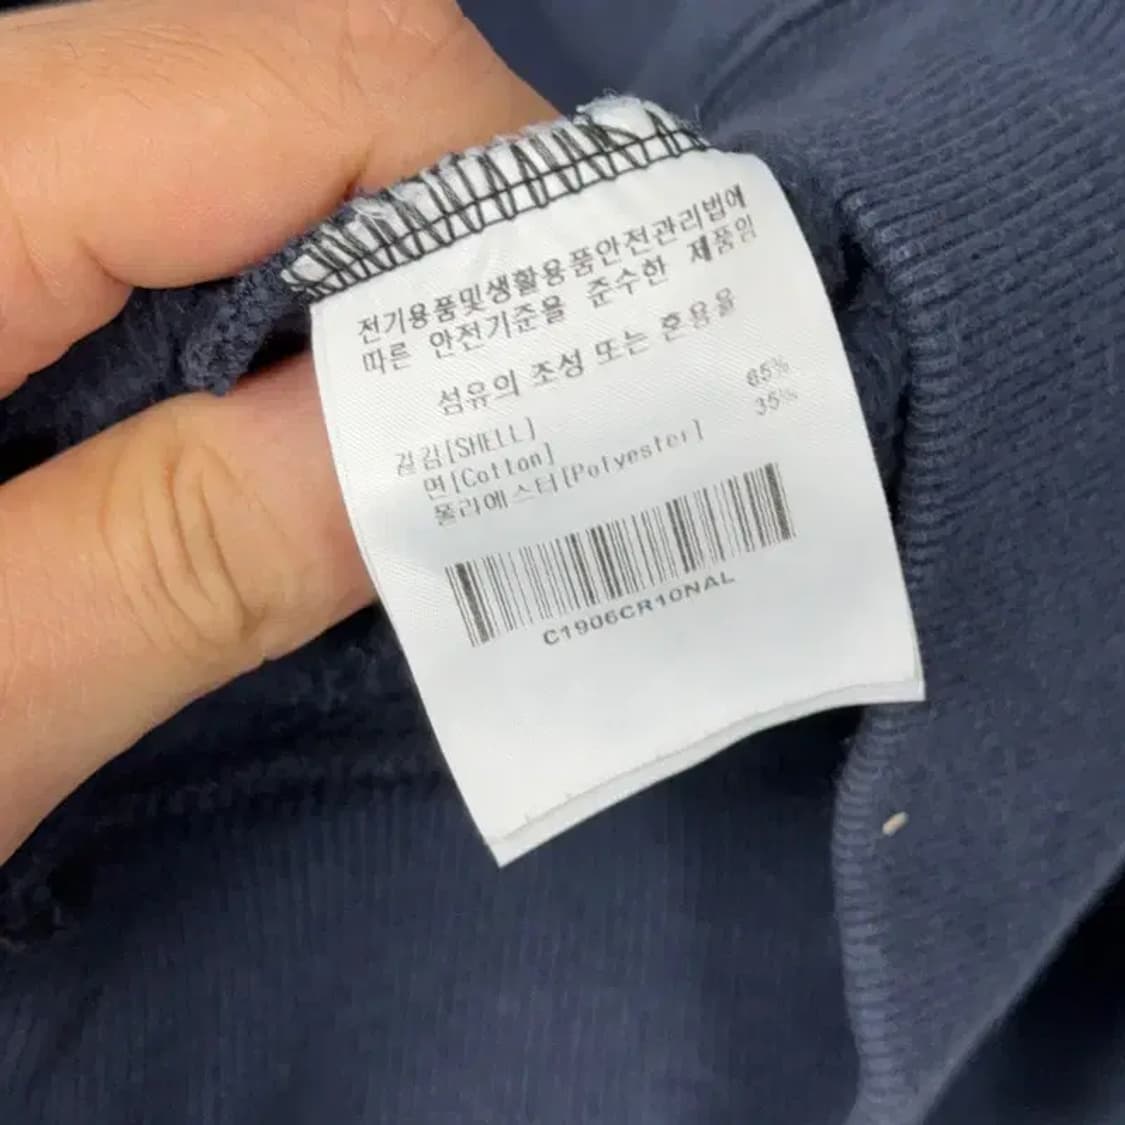 전기용품및생활용품안전관리법에
따른 안전기준을 준수한 제품임
섬유의 조성 또는 혼용율
겉감[SHELL]
면[Cotton] 65%
폴리에스터[Polyester] 35%
C1906CR10NAL